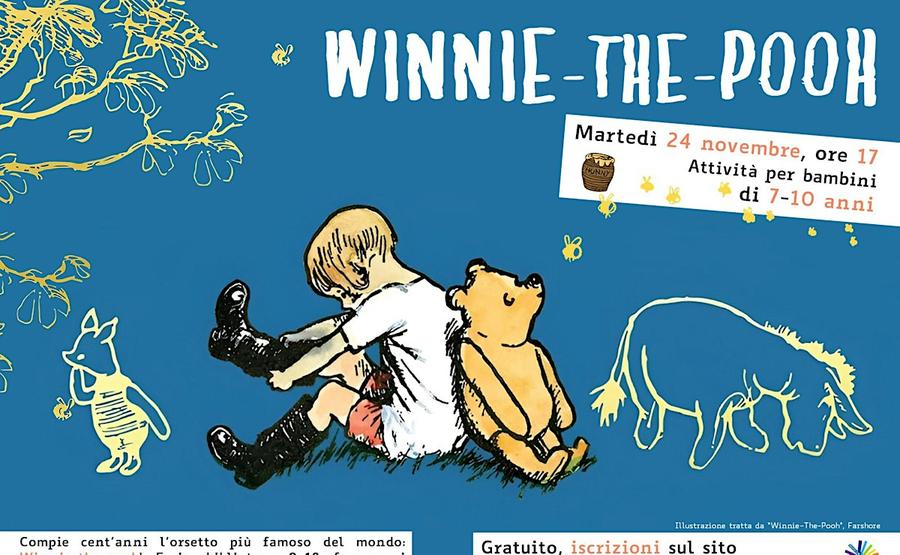 WINNIE-THE-POOH
Martedì 24 novembre, ore 17
Attività per bambini
di 7-10 anni
HUNNY
Illustrazione tratta da "Winnie-The-Pooh", Farshore
Compie cent'anni l'orsetto più famoso del mondo:
Gratuito, iscrizioni sul sito